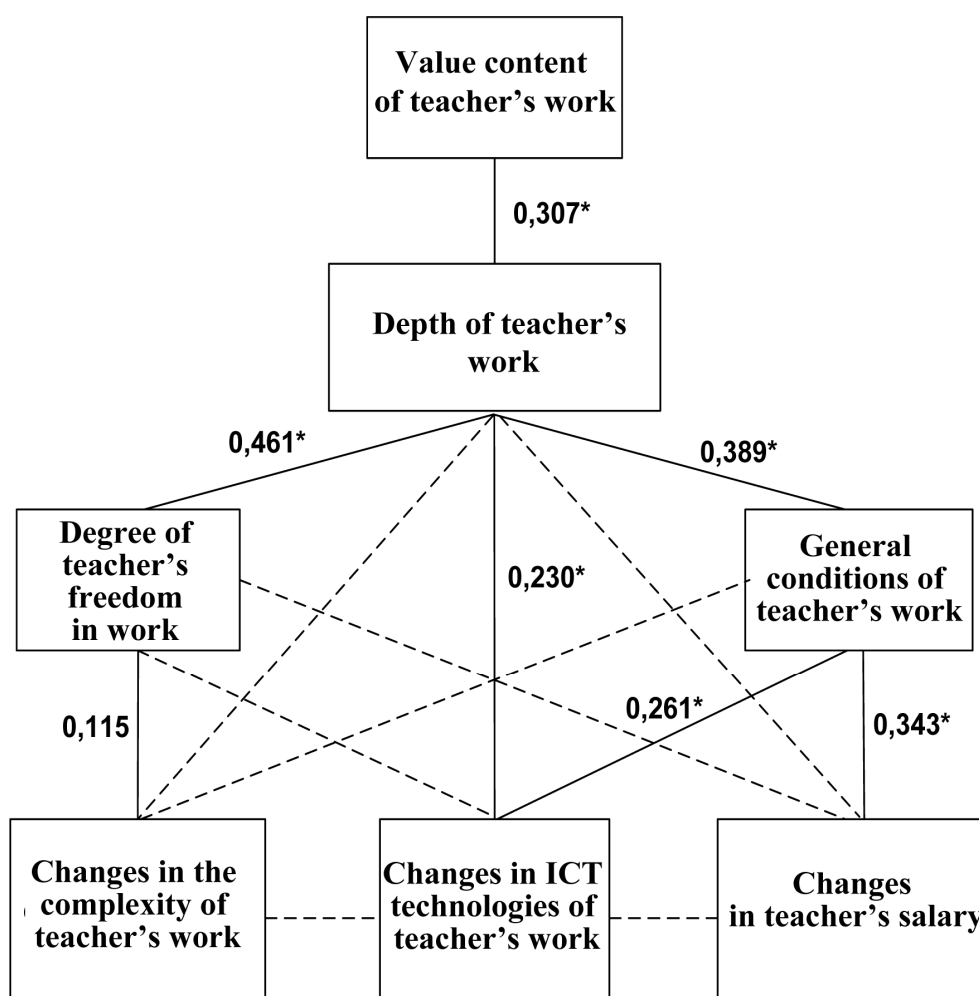 Value content
of teacher’s work
0,307*
Depth of teacher’s
work
0,461*
0,389*
Degree of
teacher’s
freedom
in work
0,230*
General
conditions of
teacher’s work
0,115
0,261*
0,343*
Changes in the
complexity of
teacher’s work
Changes in ICT
technologies of
teacher’s work
Changes
in teacher’s salary